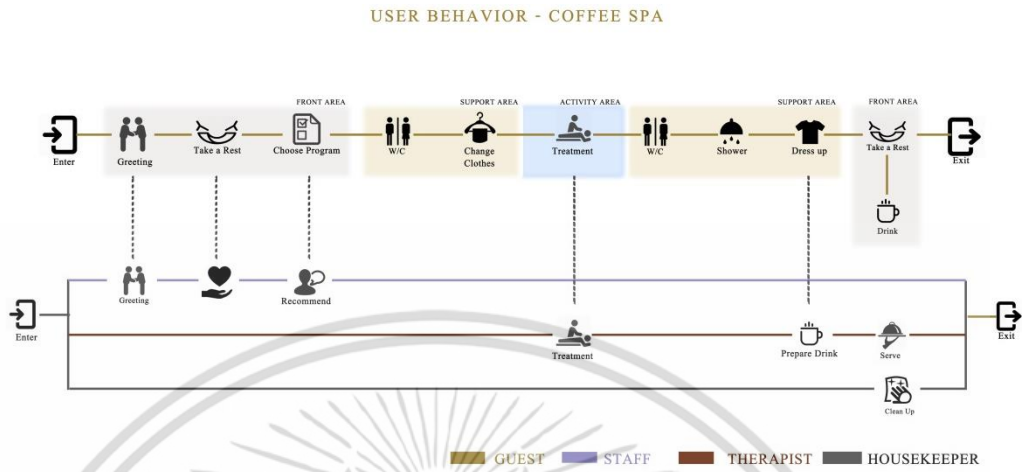 USER BEHAVIOR - COFFEE SPA
FRONT AREA
SUPPORT AREA
ACTIVITY AREA
SUPPORT AREA
FRONT AREA
Enter
Greeting
Take a Rest
Choose Program
W/C
Change
Clothes
Treatment
W/C
Shower
Dress up
Take a Rest
Exit
Drink
Greeting
Recommend
Enter
Exit
Treatment
Prepare Drink
Serve
Clean Up
GUEST
STAFF
THERAPIST
HOUSEKEEPER